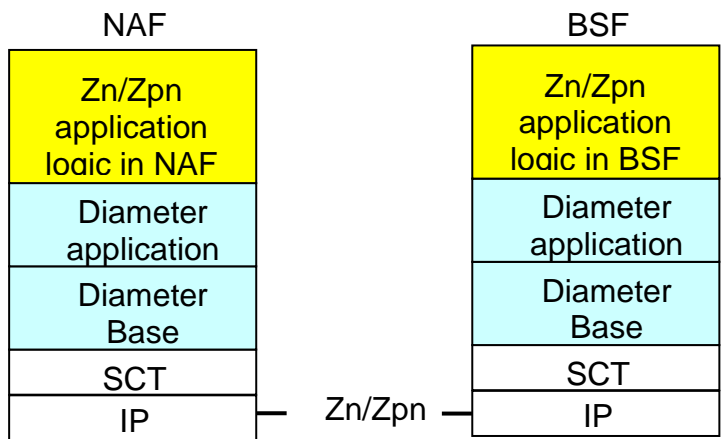 NAF
Zn/Zpn
application
logic in NAF
Diameter
application
Diameter
Base
SCT
IP
Zn/Zpn
BSF
Zn/Zpn
application
logic in BSF
Diameter
application
Diameter
Base
SCT
IP